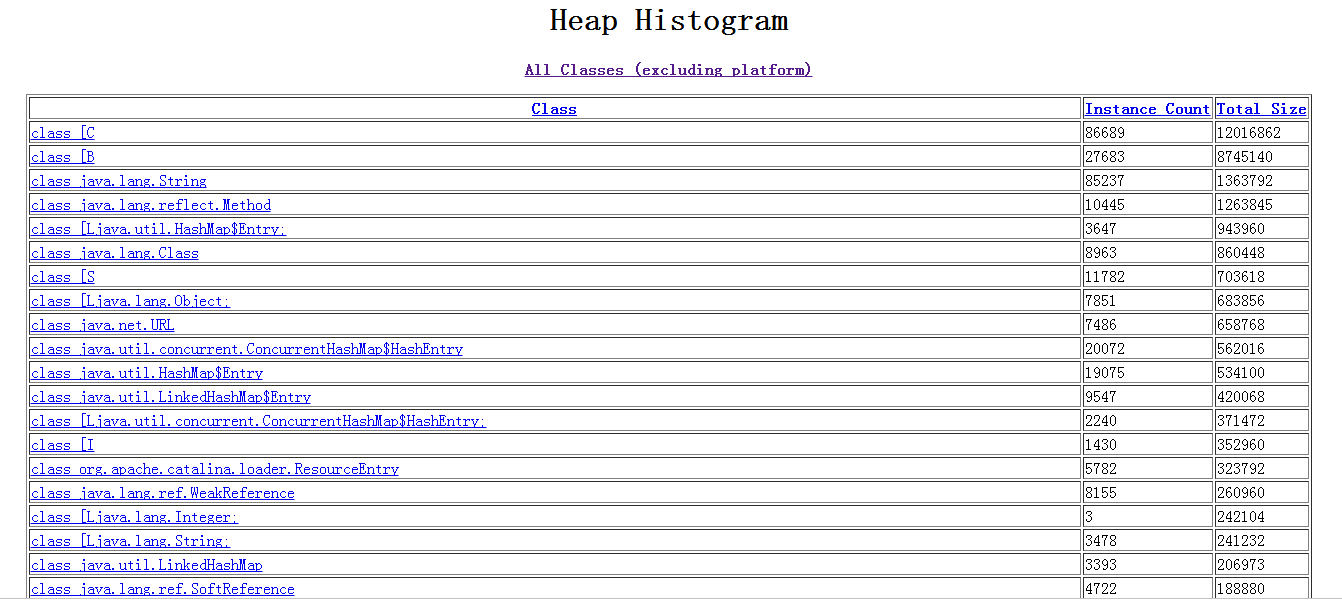 Heap Histogram
All Classes (excluding platform)
Class Instance Count Total Size
class [C 86689 12016862
class [B 27683 8745140
class java.lang.String 85237 1363792
class java.lang.reflect.Method 10445 1263845
class [Ljava.util.HashMap$Entry; 3647 943960
class java.lang.Class 8963 860448
class [S 11782 703618
class [Ljava.lang.Object; 7851 683856
class java.net.URL 7486 658768
class java.util.concurrent.ConcurrentHashMap$HashEntry 20072 562016
class java.util.HashMap$Entry 19075 534100
class java.util.LinkedHashMap$Entry 9547 420068
class [Ljava.util.concurrent.ConcurrentHashMap$HashEntry; 2240 371472
class [I 1430 352960
class org.apache.catalina.loader.ResourceEntry 5782 323792
class java.lang.ref.WeakReference 8155 260960
class [Ljava.lang.Integer; 3 242104
class [Ljava.lang.String; 3478 241232
class java.util.LinkedHashMap 3393 206973
class java.lang.ref.SoftReference 4722 188880